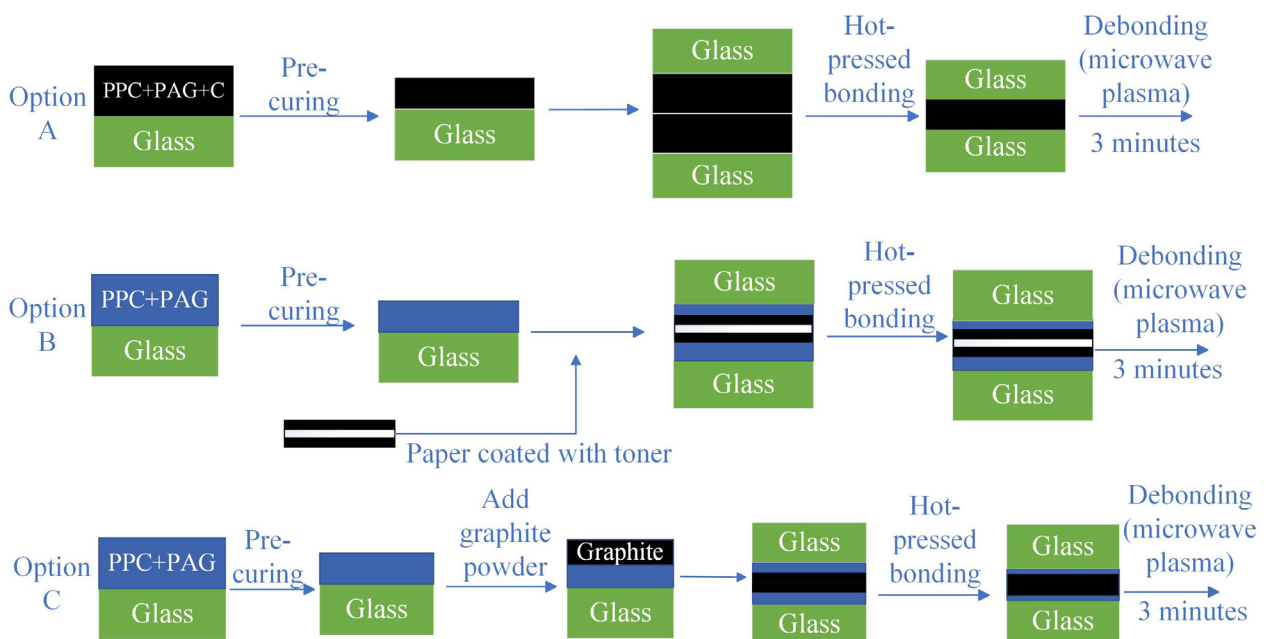 Option
A
PPC+PAG+C
Glass
Pre-
curing
Glass
Glass
Hot-
pressed
bonding
Glass
Glass
Debonding
(microwave
plasma)
3 minutes
Option
B
PPC+PAG
Glass
Pre-
curing
Glass
Paper coated with toner
Glass
Glass
Hot-
pressed
bonding
Glass
Glass
Debonding
(microwave
plasma)
3 minutes
Option
C
PPC+PAG
Glass
Pre-
curing
Glass
Add
graphite
powder
Graphite
Glass
Glass
Glass
Hot-
pressed
bonding
Glass
Glass
Debonding
(microwave
plasma)
3 minutes